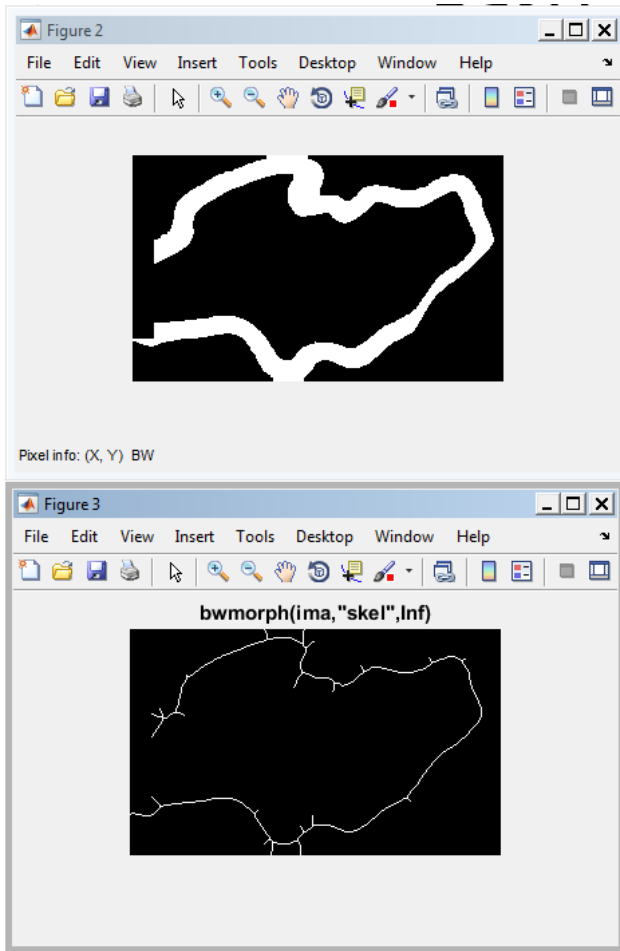 Figure 2
File Edit View Insert Tools Desktop Window Help
Pixel info: (X, Y) BW
Figure 3
File Edit View Insert Tools Desktop Window Help
bwmorph(ima,"skel",Inf)